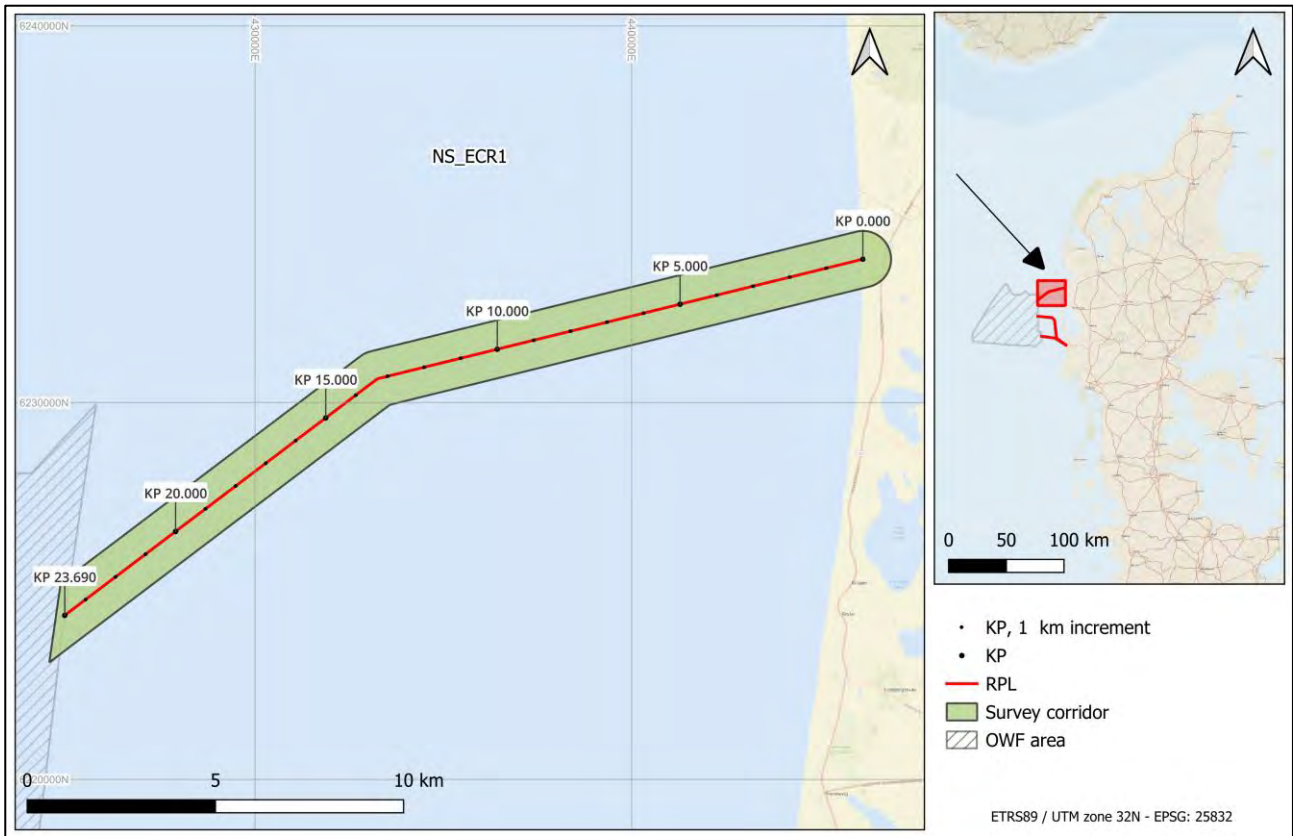 6240000N
430000E
440000E
NS_ECR1
KP 0.000
KP 5.000
KP 10.000
KP 15.000
6230000N
KP 20.000
KP 23.690
0 5 10 km
0 50 100 km
KP, 1 km increment
KP
RPL
Survey corridor
OWF area
ETRS89 / UTM zone 32N - EPSG: 25832